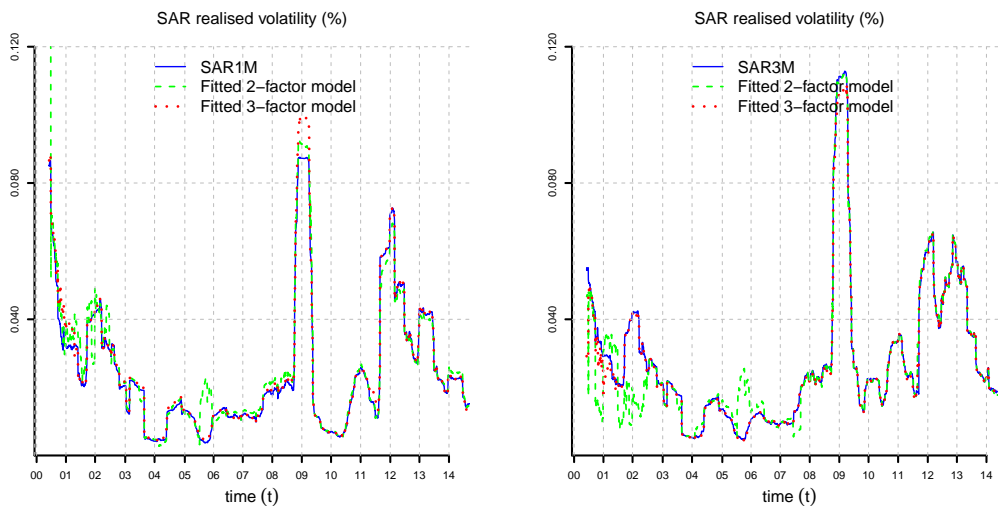 SAR realised volatility (%)
0.120
0.080
0.040
SAR1M
Fitted 2−factor model
Fitted 3−factor model
00 01 02 03 04 05 06 07 08 09 10 11 12 13 14
time (t)
SAR realised volatility (%)
0.120
0.080
0.040
SAR3M
Fitted 2−factor model
Fitted 3−factor model
00 01 02 03 04 05 06 07 08 09 10 11 12 13 14
time (t)